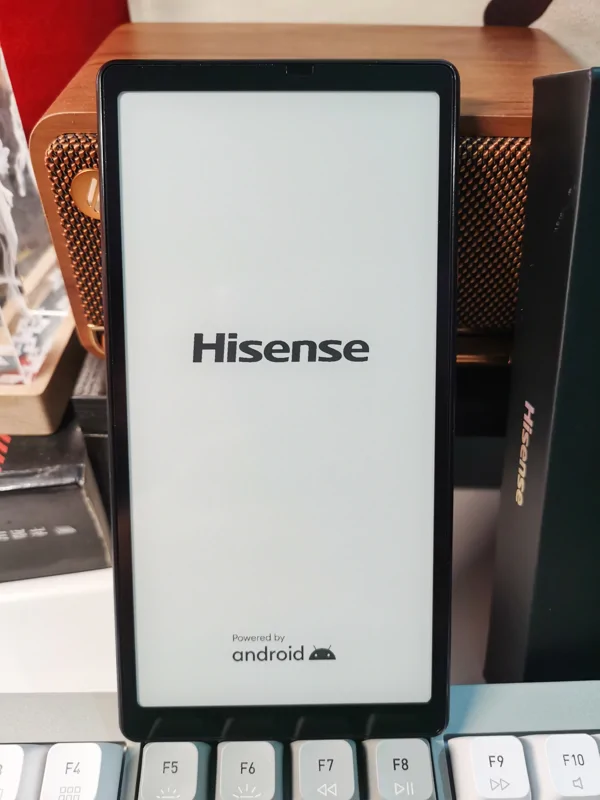 Hisense
Powered by
android
Hisense
F4
F5
F6
F7
F8
F9
F10